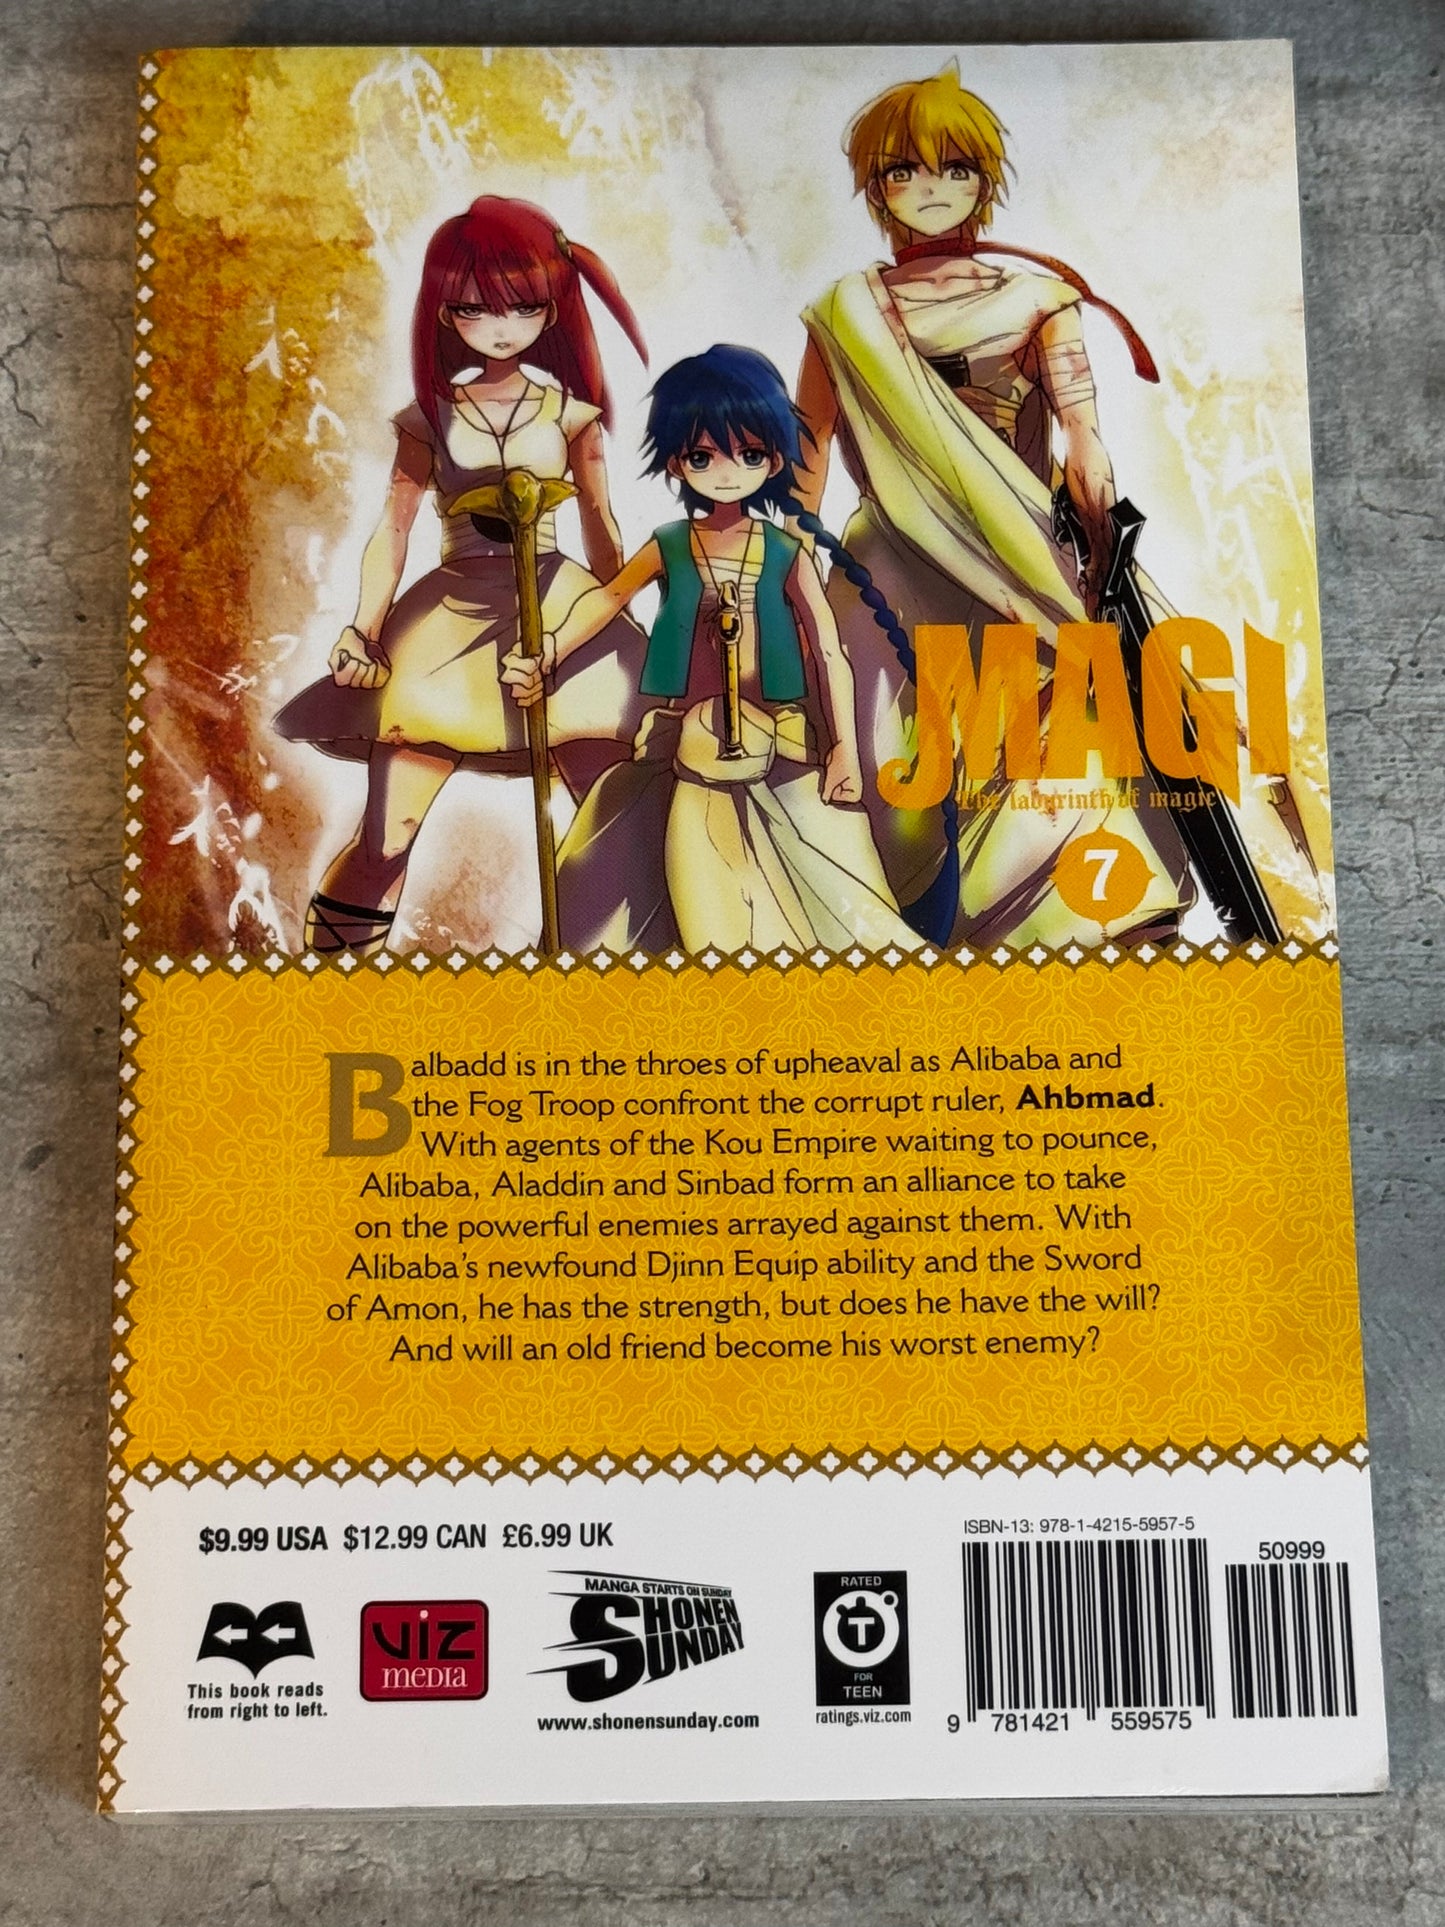 MAGI
The labyrinth of magic
7
Balbadd is in the throes of upheaval as Alibaba and
the Fog Troop confront the corrupt ruler, Ahbmad.
With agents of the Kou Empire waiting to pounce,
Alibaba, Aladdin and Sinbad form an alliance to take
on the powerful enemies arrayed against them. With
Alibaba's newfound Djinn Equip ability and the Sword
of Amon, he has the strength, but does he have the will?
And will an old friend become his worst enemy?
$9.99 USA $12.99 CAN £6.99 UK
This book reads
from right to left.
VIZ
MEDIA
MANGA STARTS ON SUNDAY
SHONEN
SUNDAY
www.shonensunday.com
RATED
T
FOR
TEEN
ratings.viz.com
ISBN-13: 978-1-4215-5957-5
50999
9 781421 559575